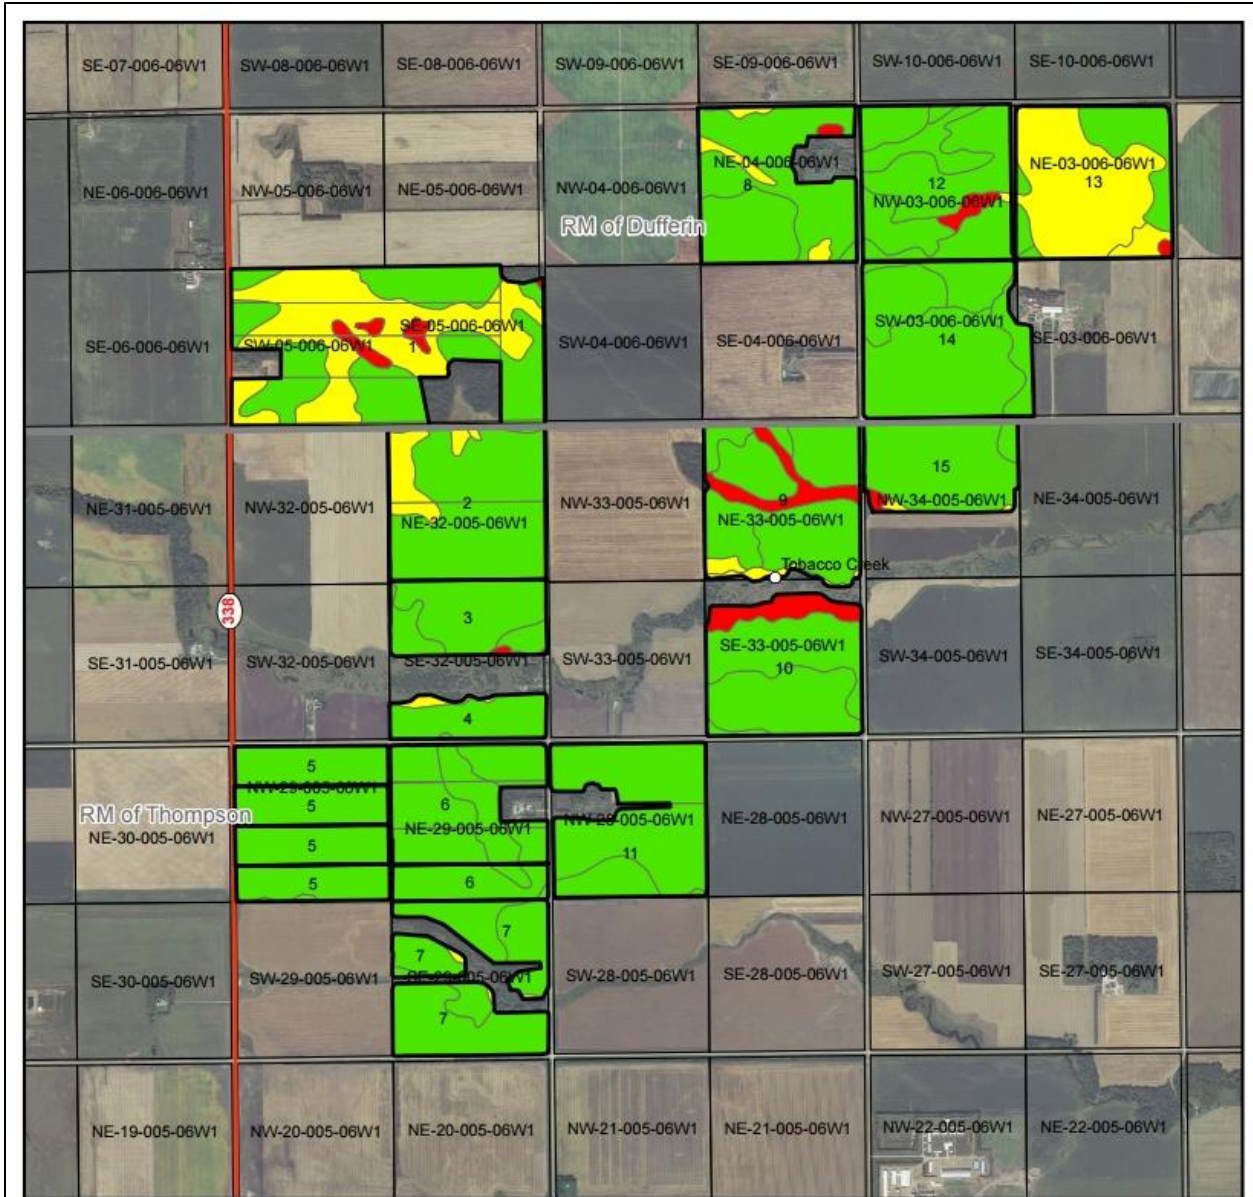 SE-07-006-06W1
SW-08-006-06W1
SE-08-006-06W1
SW-09-006-06W1
SE-09-006-06W1
SW-10-006-06W1
SE-10-006-06W1
NE-06-006-06W1
NW-05-006-06W1
NE-05-006-06W1
NW-04-006-06W1
NE-04-006-06W1
8
12
NW-03-006-06W1
NE-03-006-06W1
13
RM of Dufferin
SE-06-006-06W1
SW-05-006-06W1
SE-05-006-06W1
1
SW-04-006-06W1
SE-04-006-06W1
SW-03-006-06W1
14
SE-03-006-06W1
NE-31-005-06W1
NW-32-005-06W1
2
NE-32-005-06W1
NW-33-005-06W1
9
NE-33-005-06W1
15
NW-34-005-06W1
NE-34-005-06W1
Tobacco Creek
338
3
SE-31-005-06W1
SW-32-005-06W1
SE-32-005-06W1
SW-33-005-06W1
SE-33-005-06W1
10
SW-34-005-06W1
SE-34-005-06W1
4
5
NW-29-005-06W1
5
5
5
RM of Thompson
NE-30-005-06W1
6
NE-29-005-06W1
6
NW-28-005-06W1
11
NE-28-005-06W1
NW-27-005-06W1
NE-27-005-06W1
SE-30-005-06W1
SW-29-005-06W1
7
7
SE-29-005-06W1
7
SW-28-005-06W1
SE-28-005-06W1
SW-27-005-06W1
SE-27-005-06W1
NE-19-005-06W1
NW-20-005-06W1
NE-20-005-06W1
NW-21-005-06W1
NE-21-005-06W1
NW-22-005-06W1
NE-22-005-06W1